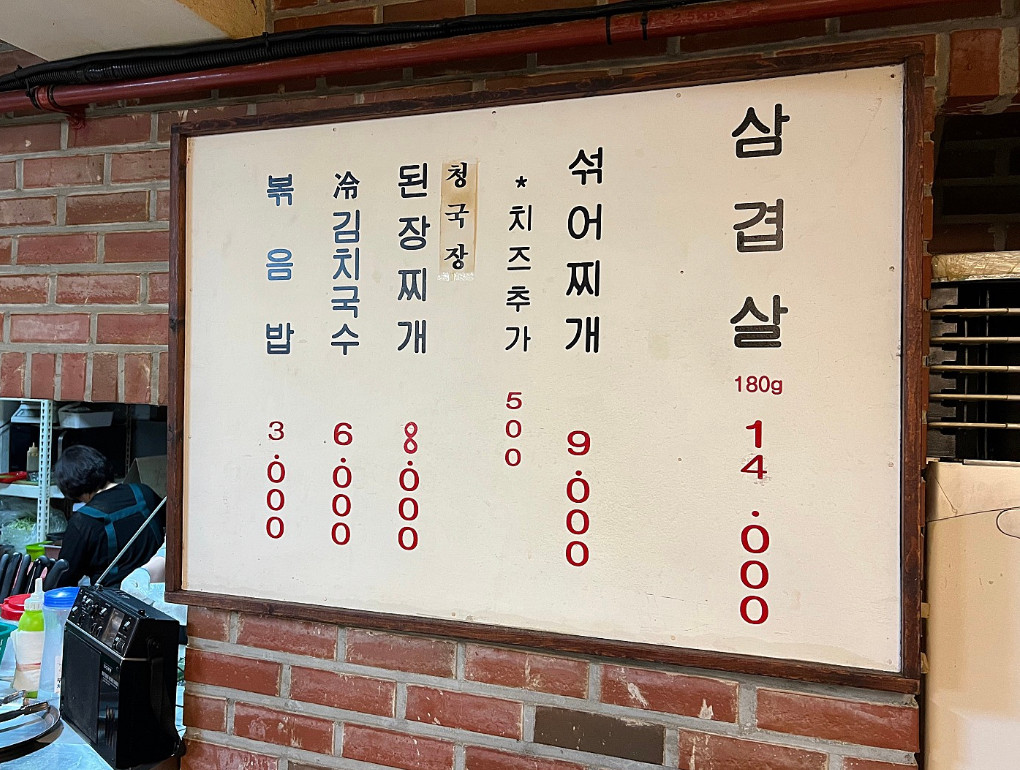 삼겹살 180g 14.000
섞어찌개 9.000
*치즈추가 500
청국장
된장찌개 8.000
冷김치국수 6.000
볶음밥 3.000